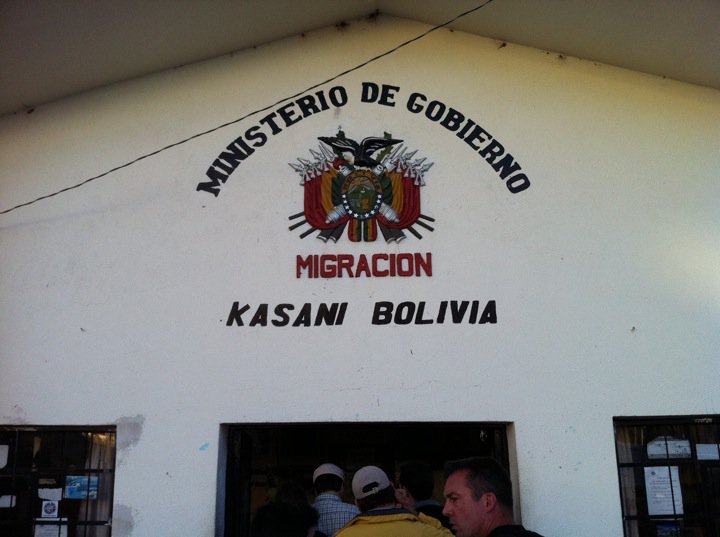 MINISTERIO DE GOBIERNO
MIGRACION
KASANI BOLIVIA